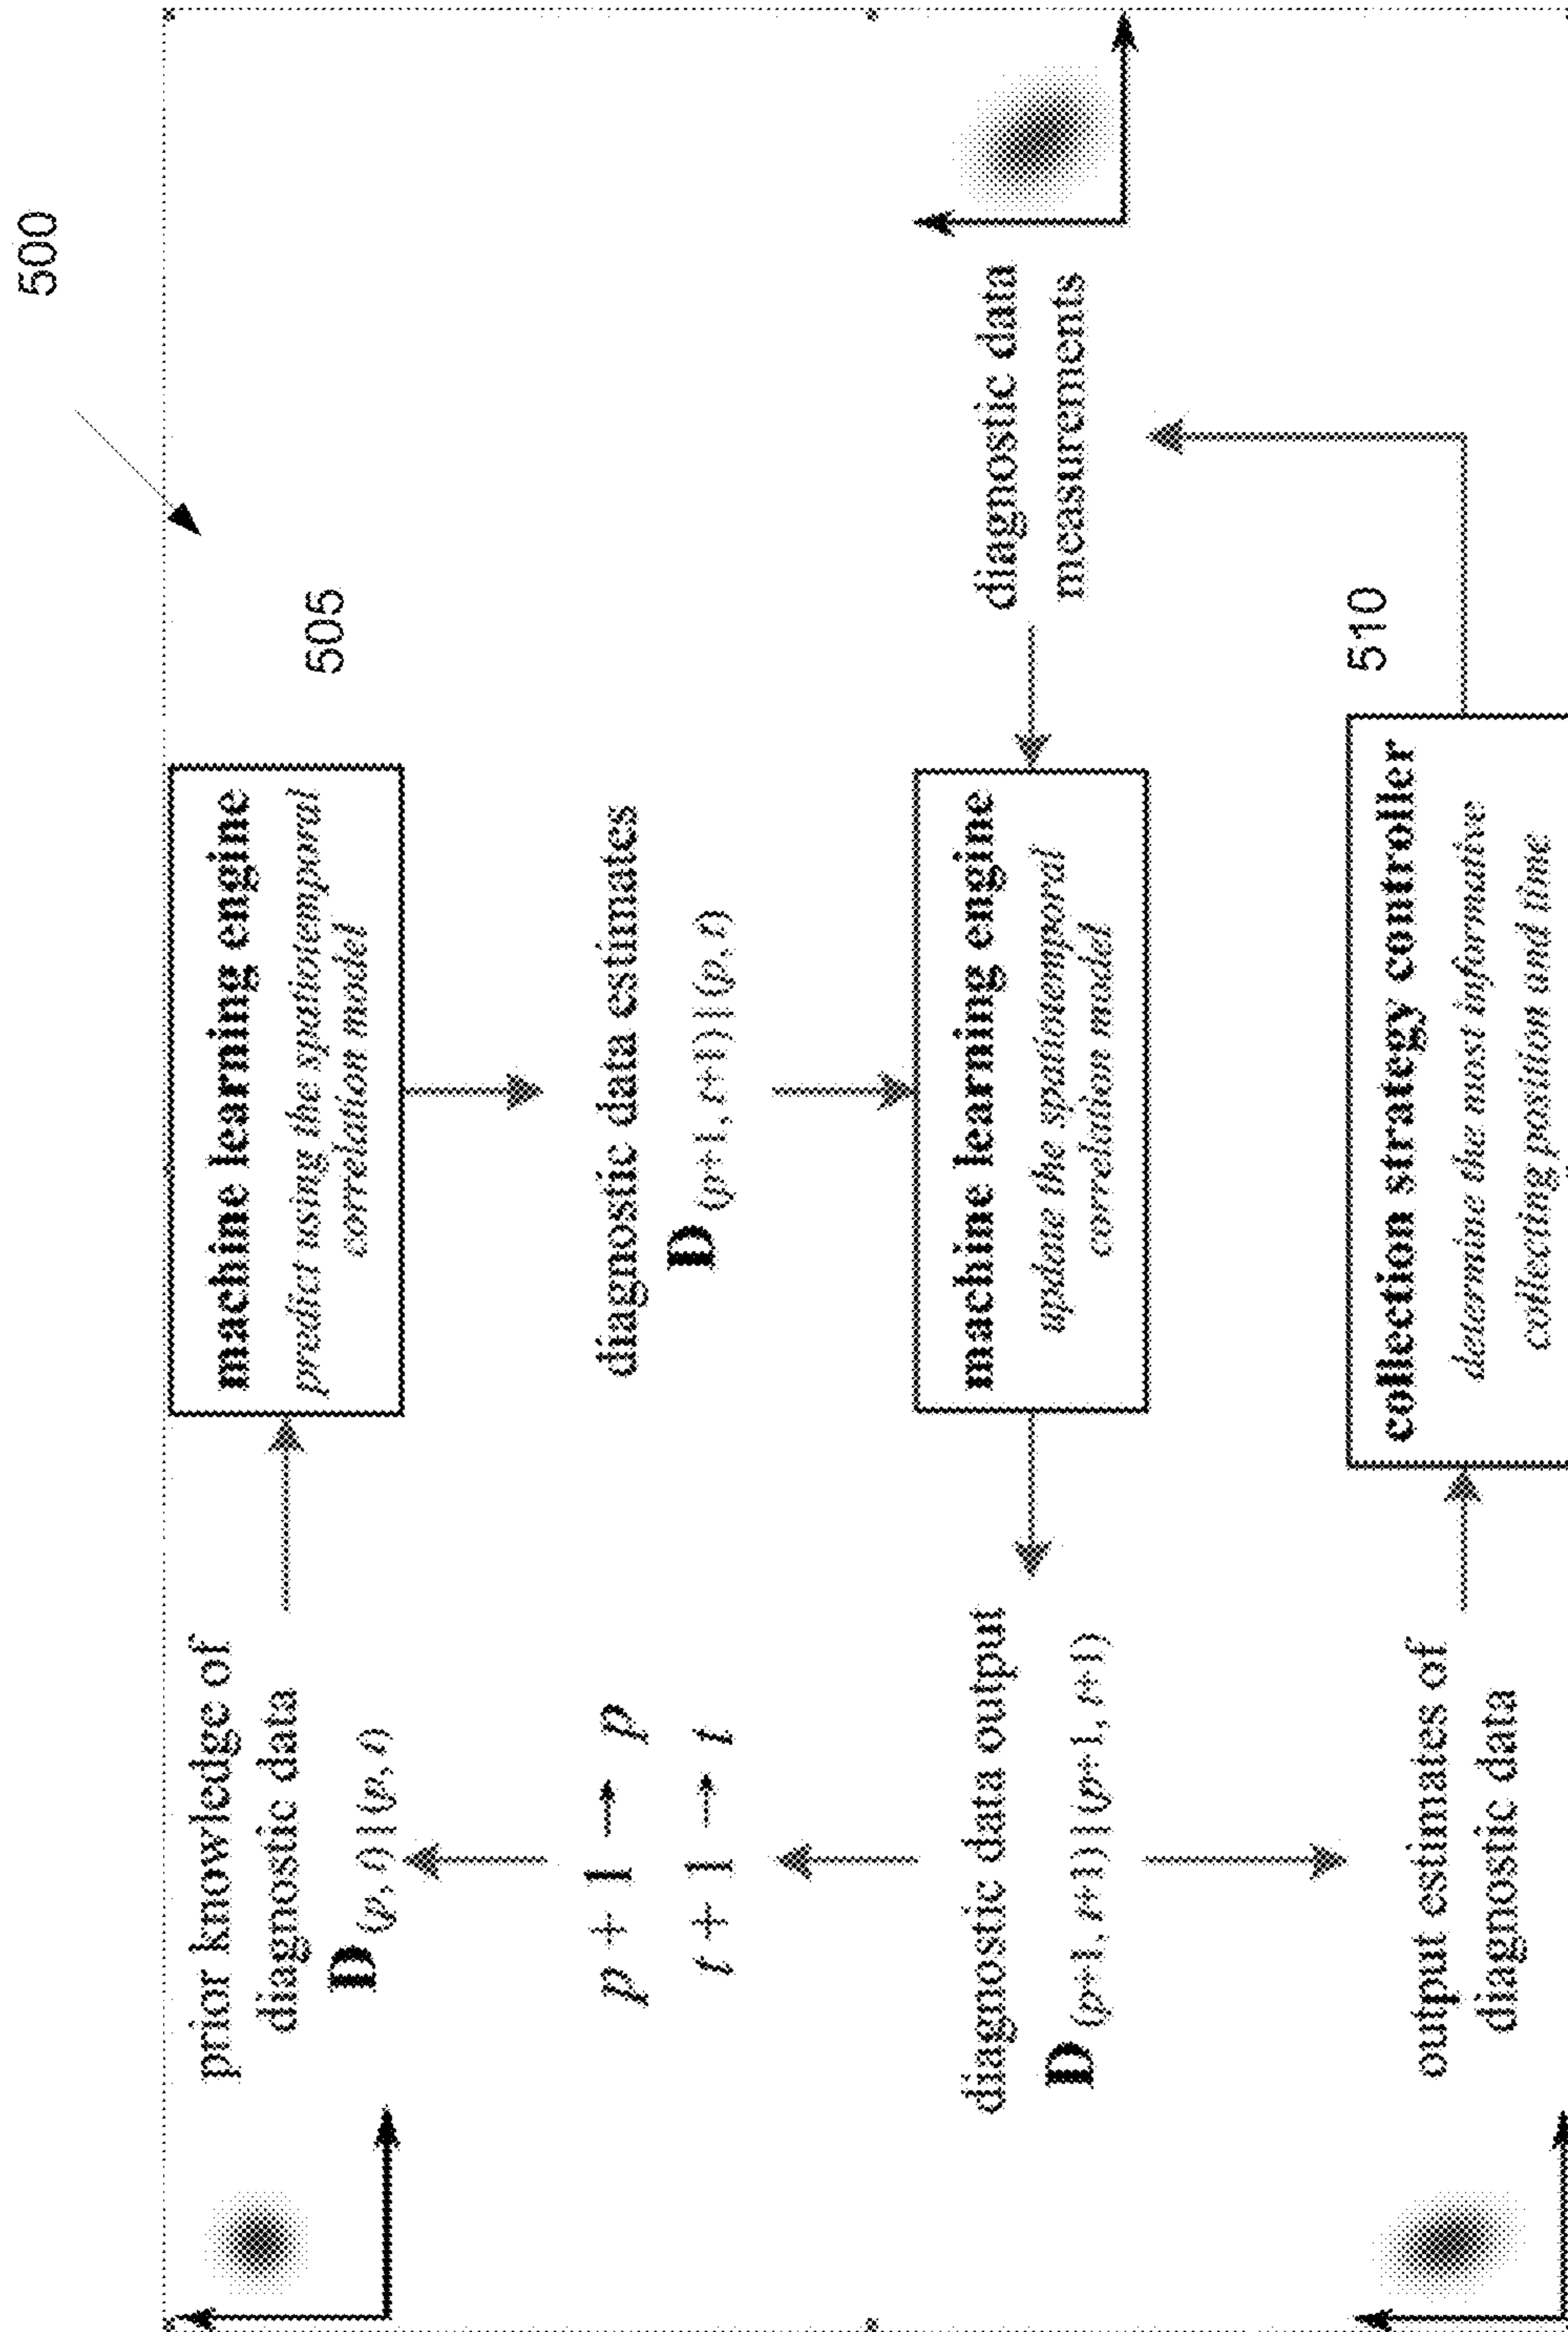 500
prior knowledge of
diagnostic data
D (p, t) | (p, t)
machine learning engine
predict using the spatiotemporal
correlation model
505
p + 1 → p
t + 1 → t
diagnostic data estimates
D (p+1, t+1) | (p, t)
diagnostic data output
D (p+1, t+1) | (p+1, t+1)
machine learning engine
update the spatiotemporal
correlation model
diagnostic data
measurements
output estimates of
diagnostic data
collection strategy controller
determine the most informative
collecting position and time
510